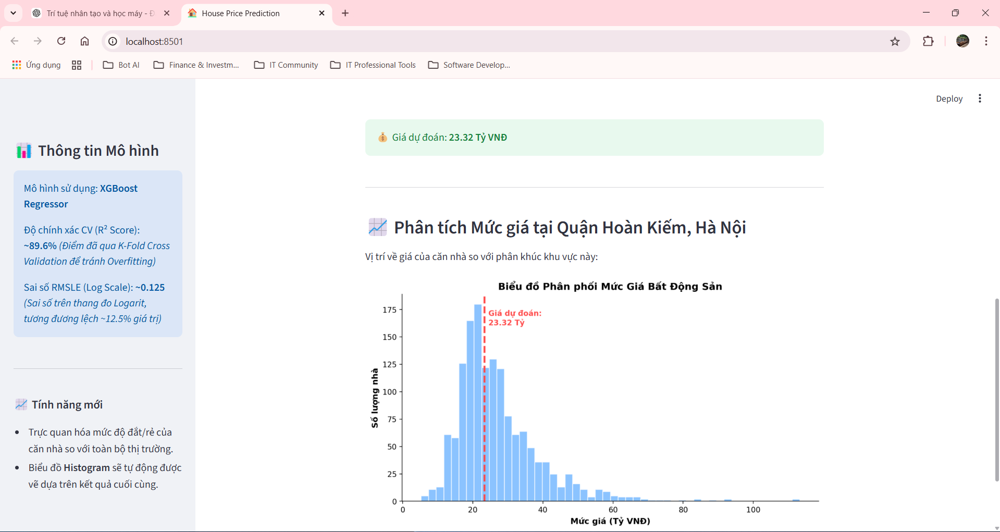 Trí tuệ nhân tạo và học máy - Đ
House Price Prediction
localhost:8501
Ứng dụng
Bot AI
Finance & Investm...
IT Community
IT Professional Tools
Software Develop...
Deploy
Thông tin Mô hình
Mô hình sử dụng: XGBoost
Regressor
Độ chính xác CV (R² Score):
~89.6% (Điểm đã qua K-Fold Cross
Validation để tránh Overfitting)
Sai số RMSLE (Log Scale): ~0.125
(Sai số trên thang đo Logarit,
tương đương lệch ~12.5% giá trị)
Tính năng mới
Trực quan hóa mức độ đắt/rẻ của
căn nhà so với toàn bộ thị trường.
Biểu đồ Histogram sẽ tự động được
vẽ dựa trên kết quả cuối cùng.
Giá dự đoán: 23.32 Tỷ VNĐ
Phân tích Mức giá tại Quận Hoàn Kiếm, Hà Nội
Vị trí về giá của căn nhà so với phân khúc khu vực này:
Biểu đồ Phân phối Mức Giá Bất Động Sản
Giá dự đoán:
23.32 Tỷ
Số lượng nhà
175
150
125
100
75
50
25
0
0 20 40 60 80 100
Mức giá (Tỷ VNĐ)